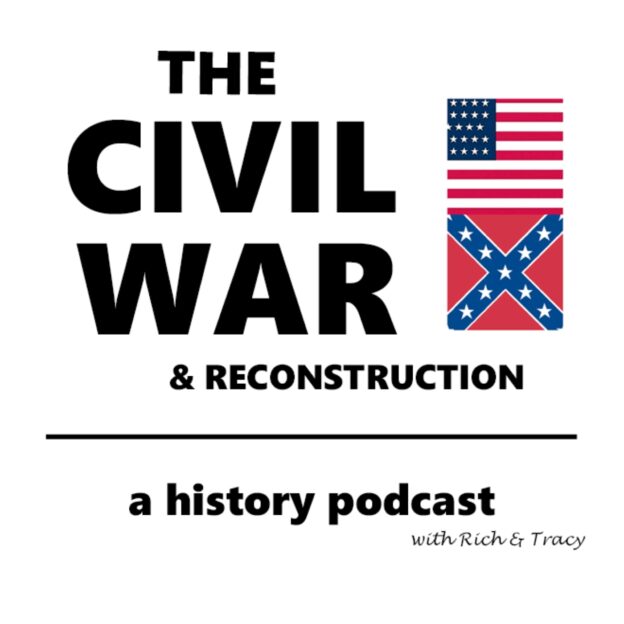 THE
CIVIL
WAR
& RECONSTRUCTION
a history podcast
with Rich & Tracy